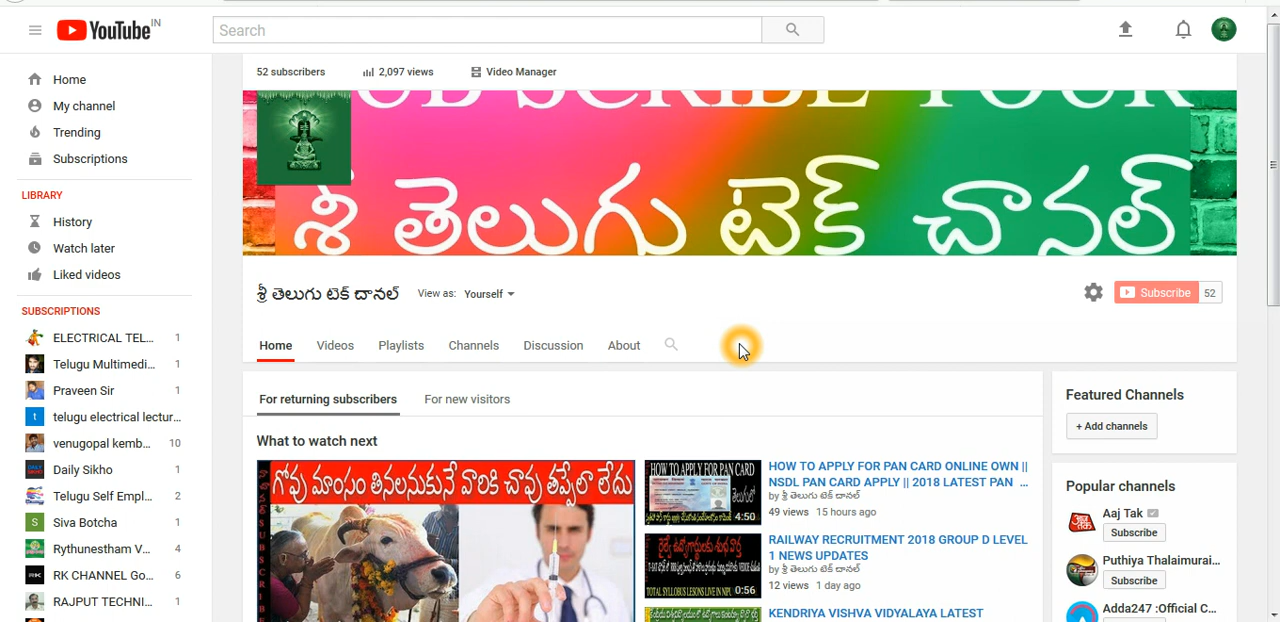 YouTube IN
Search
52 subscribers
2,097 views
Video Manager
Home
My channel
Trending
Subscriptions
శ్రీ తెలుగు టెక్ చానల్
శ్రీ తెలుగు టెక్ చానల్
View as: Yourself
Subscribe 52
Home Videos Playlists Channels Discussion About
LIBRARY
History
Watch later
Liked videos
SUBSCRIPTIONS
ELECTRICAL TEL... 1
Telugu Multimedi... 1
Praveen Sir 1
telugu electrical lectur...
venugopal kemb... 10
Daily Sikho 1
Telugu Self Empl... 2
Siva Botcha 1
Rythunestham V... 4
RK CHANNEL Go... 6
RAJPUT TECHNI... 1
For returning subscribers
For new visitors
What to watch next
గోవు మాంసం తినలనుకునే వారికి చావు తప్పేలా లేదు
HOW TO APPLY FOR PAN CARD
తెలుగులో
4:50
HOW TO APPLY FOR PAN CARD ONLINE OWN ||
NSDL PAN CARD APPLY || 2018 LATEST PAN ...
by శ్రీ తెలుగు టెక్ చానల్
49 views 15 hours ago
0:56
RAILWAY RECRUITMENT 2018 GROUP D LEVEL
1 NEWS UPDATES
by శ్రీ తెలుగు టెక్ చానల్
12 views 1 day ago
KENDRIYA VISHVA VIDYALAYA LATEST
Featured Channels
+ Add channels
Popular channels
Aaj Tak
Subscribe
Puthiya Thalaimurai...
Subscribe
Adda247 :Official C...